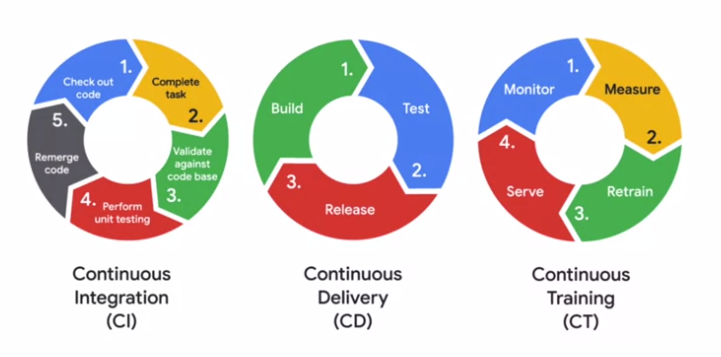 1.
Check out
code
Complete
task
2.
Validate
against
code base
3.
4.
Perform
unit testing
5.
Remerge
code
Continuous
Integration
(CI)
1.
Build
Test
2.
3.
Release
Continuous
Delivery
(CD)
1.
Monitor
Measure
2.
Retrain
3.
4.
Serve
Continuous
Training
(CT)